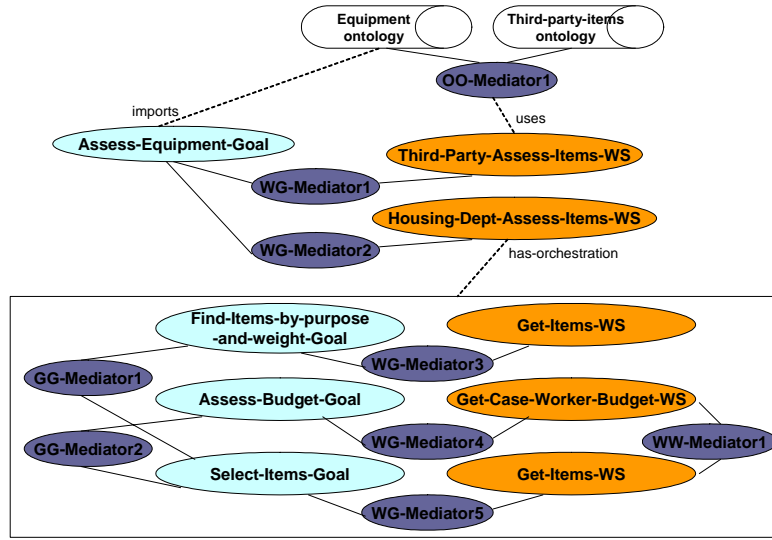 Equipment
ontology
Third-party-items
ontology
OO-Mediator1
imports
uses
Assess-Equipment-Goal
Third-Party-Assess-Items-WS
WG-Mediator1
Housing-Dept-Assess-Items-WS
WG-Mediator2
has-orchestration
Find-Items-by-purpose
-and-weight-Goal
Get-Items-WS
WG-Mediator3
GG-Mediator1
Assess-Budget-Goal
Get-Case-Worker-Budget-WS
GG-Mediator2
WG-Mediator4
WW-Mediator1
Select-Items-Goal
Get-Items-WS
WG-Mediator5